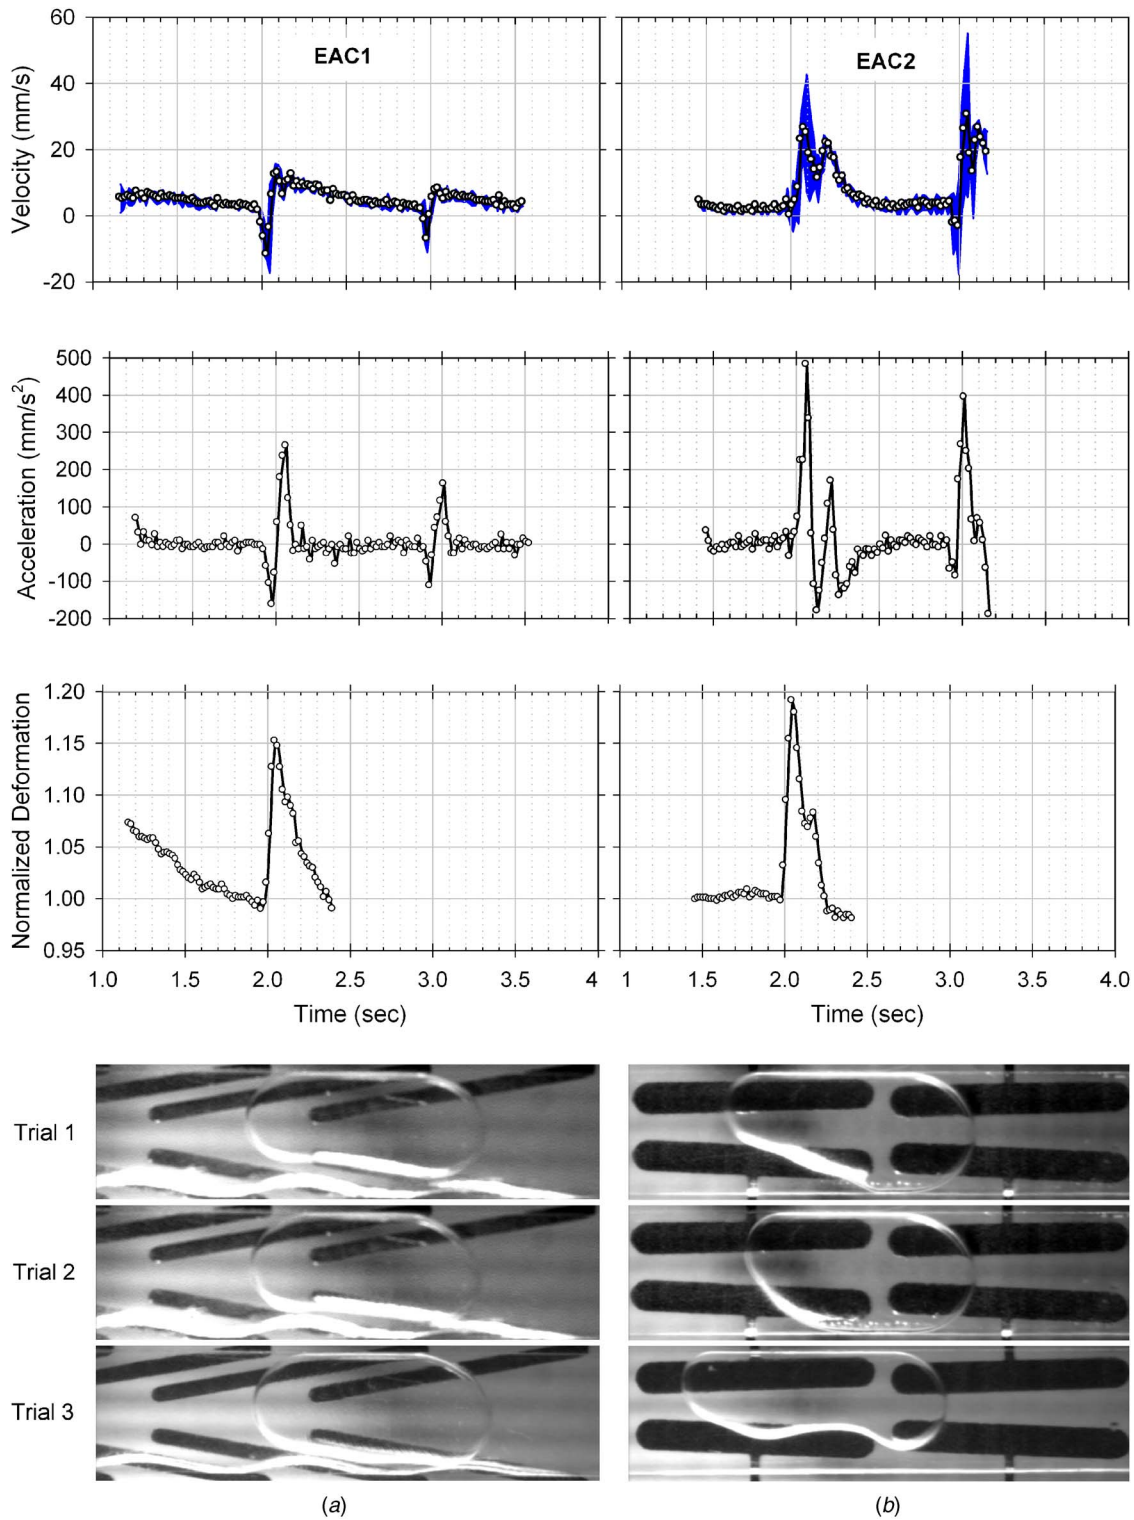 EAC1
EAC2
Velocity (mm/s)
60
40
20
0
-20
Acceleration (mm/s²)
500
400
300
200
100
0
-100
-200
Normalized Deformation
1.20
1.15
1.10
1.05
1.00
0.95
1.0 2.0 2.5 3.0 3.5 4
1 1.5 2.0 2.5 3.0 3.5 4.0
Time (sec)
Time (sec)
Trial 1
Trial 2
Trial 3
(a)
(b)